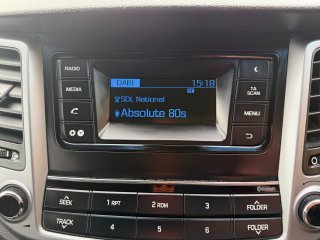 RADIO
MEDIA
DAB1 15:18
SDL National
Absolute 80s
TA
SCAN
MENU
Bluetooth
SEEK
TRACK
1 RPT
2 RDM
3
4
5
6
FOLDER
FOLDER